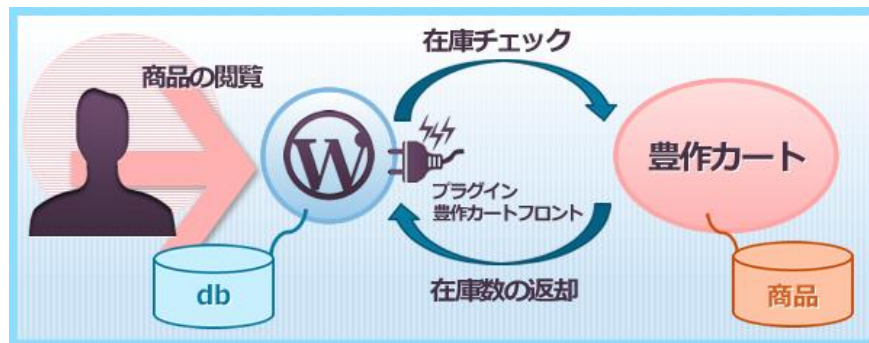 在庫チェック
商品の閲覧
豊作カート
プラグイン
豊作カートフロント
db
在庫数の返却
商品